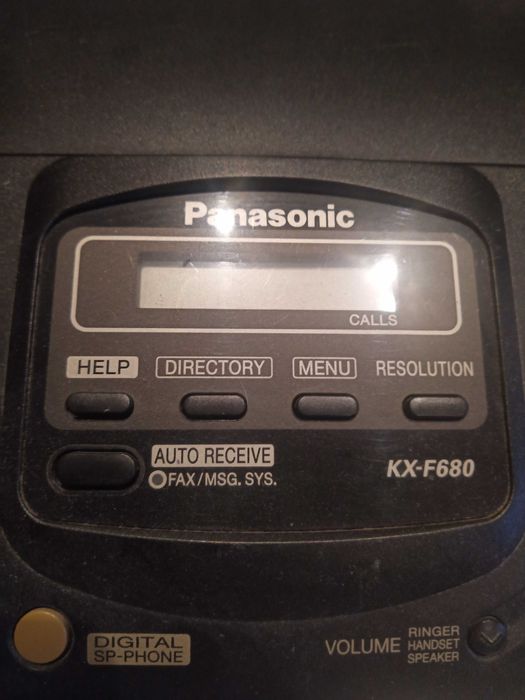 Panasonic
CALLS
HELP DIRECTORY MENU RESOLUTION
AUTO RECEIVE
FAX/MSG. SYS.
KX-F680
DIGITAL
SP-PHONE
VOLUME
RINGER
HANDSET
SPEAKER